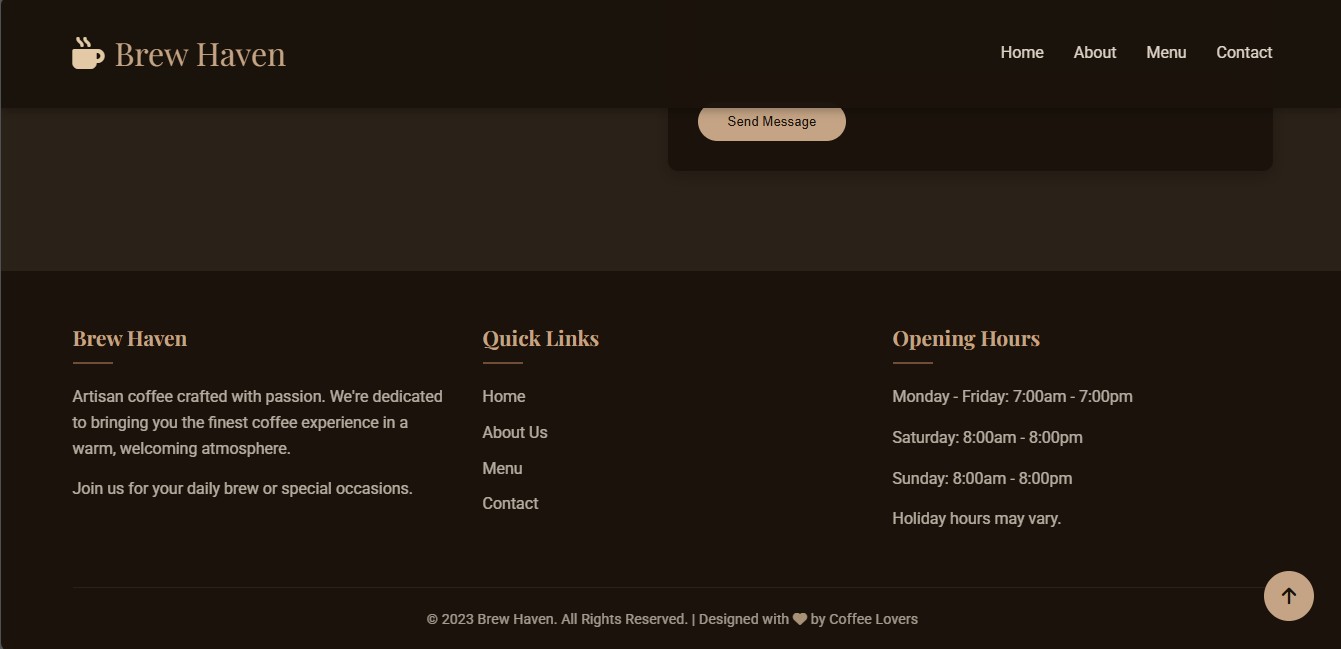 Brew Haven
Home About Menu Contact
Send Message
Brew Haven
Artisan coffee crafted with passion. We're dedicated
to bringing you the finest coffee experience in a
warm, welcoming atmosphere.
Join us for your daily brew or special occasions.
Quick Links
Home
About Us
Menu
Contact
Opening Hours
Monday - Friday: 7:00am - 7:00pm
Saturday: 8:00am - 8:00pm
Sunday: 8:00am - 8:00pm
Holiday hours may vary.
© 2023 Brew Haven. All Rights Reserved. | Designed with by Coffee Lovers